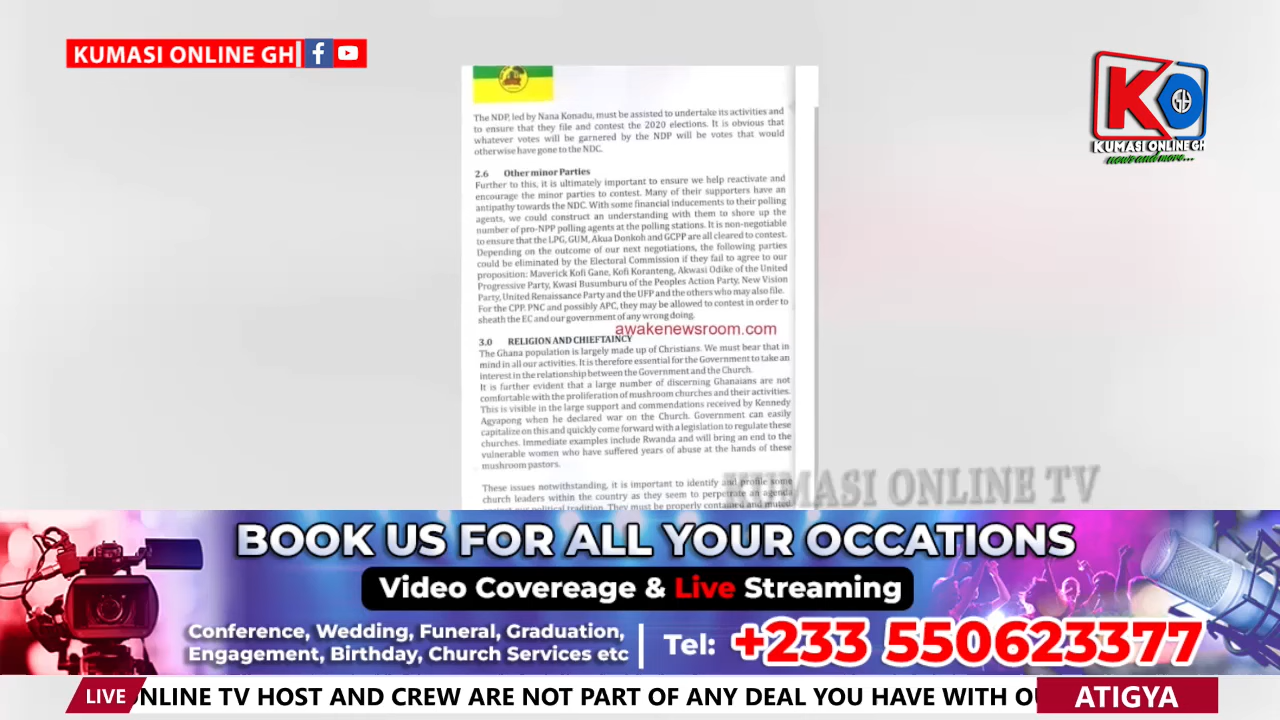 KUMASI ONLINE GH
KO
GH
KUMASI ONLINE GH
news and more...
The NDP, led by Nana Konadu, must be assisted to undertake its activities and
to ensure that they file and contest the 2020 elections. It is obvious that
whatever votes will be garnered by the NDP will be votes that would
otherwise have gone to the NDC.
2.6 Other minor Parties
Further to this, it is ultimately important to ensure we help reactivate and
encourage the minor parties to contest. Many of their supporters have an
antipathy towards the NDC. With some financial inducements to their polling
agents, we could construct an understanding with them to shore up the
number of pro-NPP polling agents at the polling stations. It is non-negotiable
to ensure that the LPG, GUM, Akua Donkoh and GCPP are all cleared to contest.
Depending on the outcome of our next negotiations, the following parties
could be eliminated by the Electoral Commission if they fail to agree to our
proposition: Maverick Kofi Gane, Kofi Koranteng, Akwasi Odike of the United
Progressive Party, Kwasi Busumburu of the Peoples Action Party, New Vision
Party, United Renaissance Party and the UFP and the others who may also file.
For the CPP, PNC and possibly APC, they may be allowed to contest in order to
sheath the EC and our government of any wrong doing.
awakenewsroom.com
3.0 RELIGION AND CHIEFTAINCY
The Ghana population is largely made up of Christians. We must bear that in
mind in all our activities. It is therefore essential for the Government to take an
interest in the relationship between the Government and the Church.
It is further evident that a large number of discerning Ghanaians are not
comfortable with the proliferation of mushroom churches and their activities.
This is visible in the large support and commendations received by Kennedy
Agyapong when he declared war on the Church. Government can easily
capitalize on this and quickly come forward with a legislation to regulate these
churches. Immediate examples include Rwanda and will bring an end to the
vulnerable women who have suffered years of abuse at the hands of these
mushroom pastors.
These issues notwithstanding, it is important to identify and profile some
church leaders within the country as they seem to perpetrate an agenda
against our political tradition. They must be properly contained and muted
KUMASI ONLINE TV
BOOK US FOR ALL YOUR OCCATIONS
Video Covereage & Live Streaming
Conference, Wedding, Funeral, Graduation,
Engagement, Birthday, Church Services etc
Tel: +233 550623377
LIVE
ONLINE TV HOST AND CREW ARE NOT PART OF ANY DEAL YOU HAVE WITH OU
ATIGYA